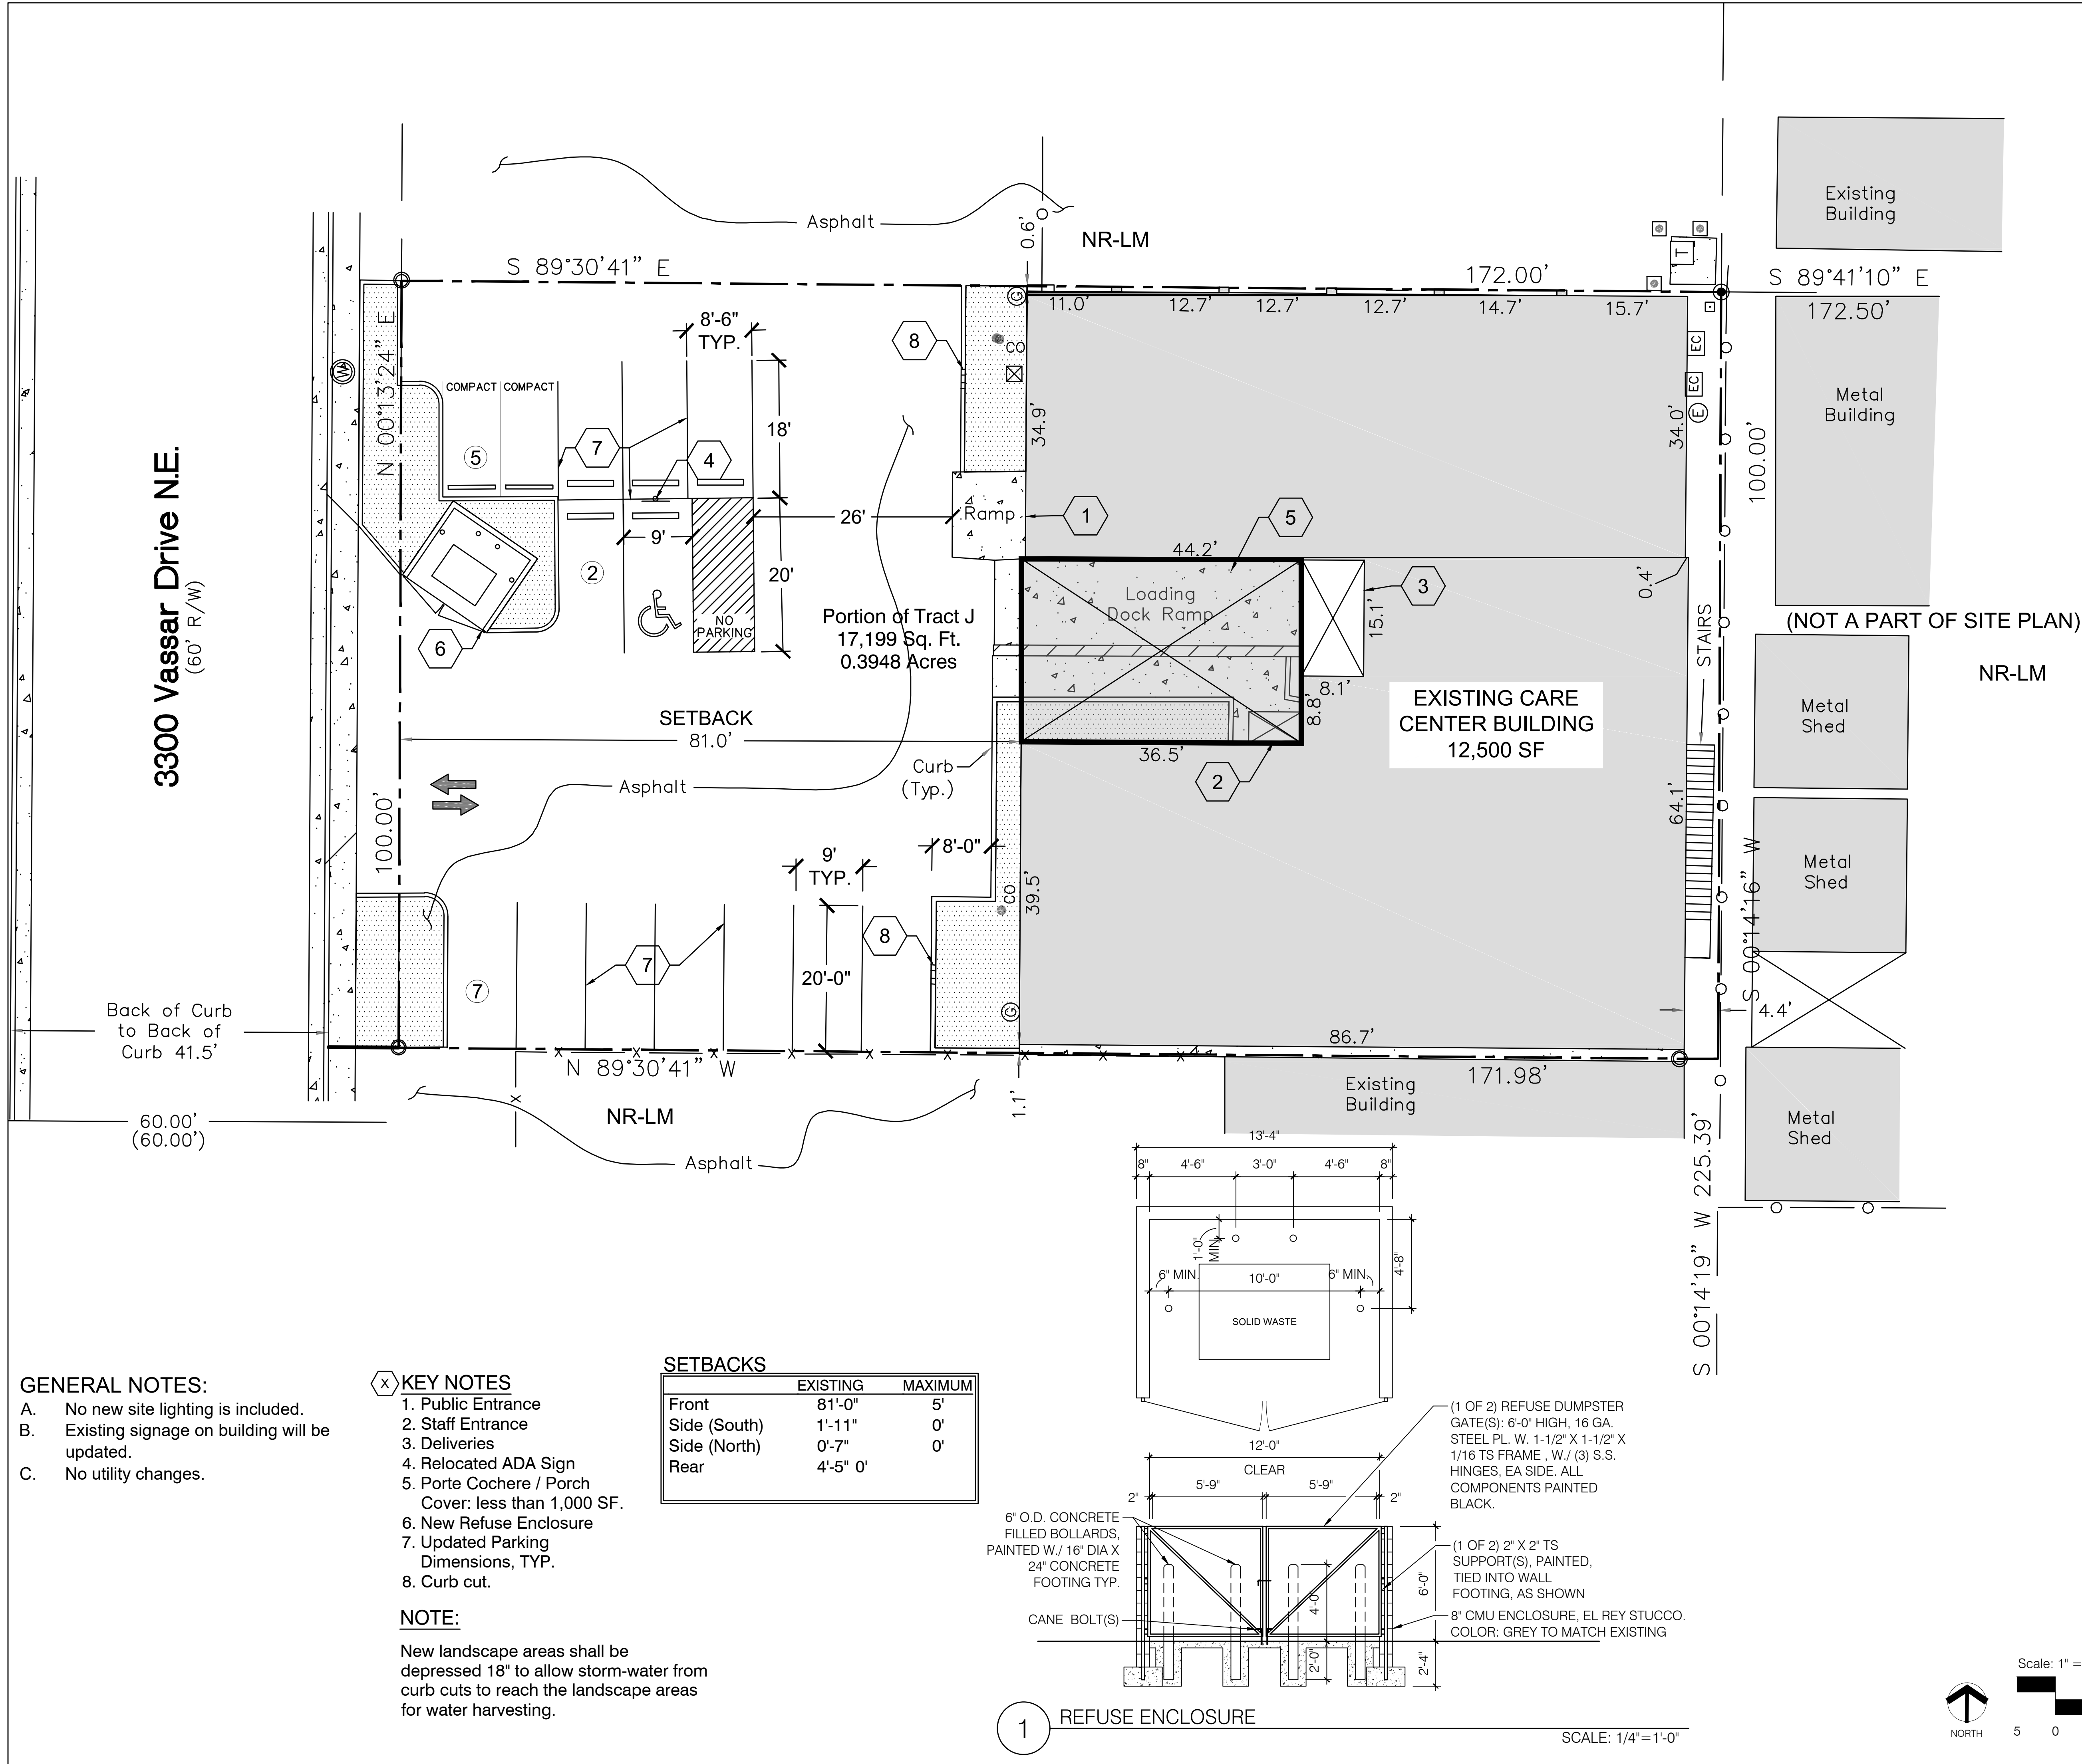 Asphalt
NR-LM
0.6'
S 89°30'41" E
172.00'
S 89°41'10" E
172.50'
T
Existing
Building
11.0'
12.7'
12.7'
12.7'
14.7'
15.7'
G
CO
W
N 00°13'24" E
8'-6"
TYP.
8
COMPACT
COMPACT
5
7
4
18'
34.9'
34.0'
EC
EC
E
Metal
Building
100.00'
3300 Vassar Drive N.E.
(60' R/W)
9'
26'
Ramp
1
5
44.2'
2
20'
NO
PARKING
6
Portion of Tract J
17,199 Sq. Ft.
0.3948 Acres
Loading
Dock Ramp
3
15.1'
8.1'
8.8'
0.4'
STAIRS
(NOT A PART OF SITE PLAN)
NR-LM
EXISTING CARE
CENTER BUILDING
12,500 SF
Metal
Shed
SETBACK
81.0'
36.5'
2
Curb
(Typ.)
Asphalt
100.00'
64.1'
8'-0"
9'
TYP.
CO
39.5'
S 00°14'16" W
Metal
Shed
7
7
20'-0"
8
G
4.4'
Back of Curb
to Back of
Curb 41.5'
86.7'
X X X X X X X X X
N 89°30'41" W
171.98'
X
Existing
Building
1.1'
NR-LM
60.00'
(60.00')
Asphalt
Metal
Shed
S 00°14'19" W 225.39'
13'-4"
8"
4'-6"
3'-0"
4'-6"
8"
1'-0"
MIN.
4'-8"
6" MIN.
10'-0"
6" MIN.
SOLID WASTE
12'-0"
CLEAR
5'-9"
5'-9"
2"
2"
(1 OF 2) REFUSE DUMPSTER
GATE(S): 6'-0" HIGH, 16 GA.
STEEL PL. W. 1-1/2" X 1-1/2" X
1/16 TS FRAME , W./ (3) S.S.
HINGES, EA SIDE. ALL
COMPONENTS PAINTED
BLACK.
6" O.D. CONCRETE
FILLED BOLLARDS,
PAINTED W./ 16" DIA X
24" CONCRETE
FOOTING TYP.
CANE BOLT(S)
(1 OF 2) 2" X 2" TS
SUPPORT(S), PAINTED,
TIED INTO WALL
FOOTING, AS SHOWN
8" CMU ENCLOSURE, EL REY STUCCO.
COLOR: GREY TO MATCH EXISTING
6'-0"
4'-0"
2'-0"
2'-4"
1
REFUSE ENCLOSURE
SCALE: 1/4"=1'-0"
GENERAL NOTES:
A. No new site lighting is included.
B. Existing signage on building will be
updated.
C. No utility changes.
X KEY NOTES
1. Public Entrance
2. Staff Entrance
3. Deliveries
4. Relocated ADA Sign
5. Porte Cochere / Porch
Cover: less than 1,000 SF.
6. New Refuse Enclosure
7. Updated Parking
Dimensions, TYP.
8. Curb cut.
NOTE:
New landscape areas shall be
depressed 18" to allow storm-water from
curb cuts to reach the landscape areas
for water harvesting.
SETBACKS
EXISTING MAXIMUM
Front 81'-0" 5'
Side (South) 1'-11" 0'
Side (North) 0'-7" 0'
Rear 4'-5" 0'
NORTH
Scale: 1" =
5 0